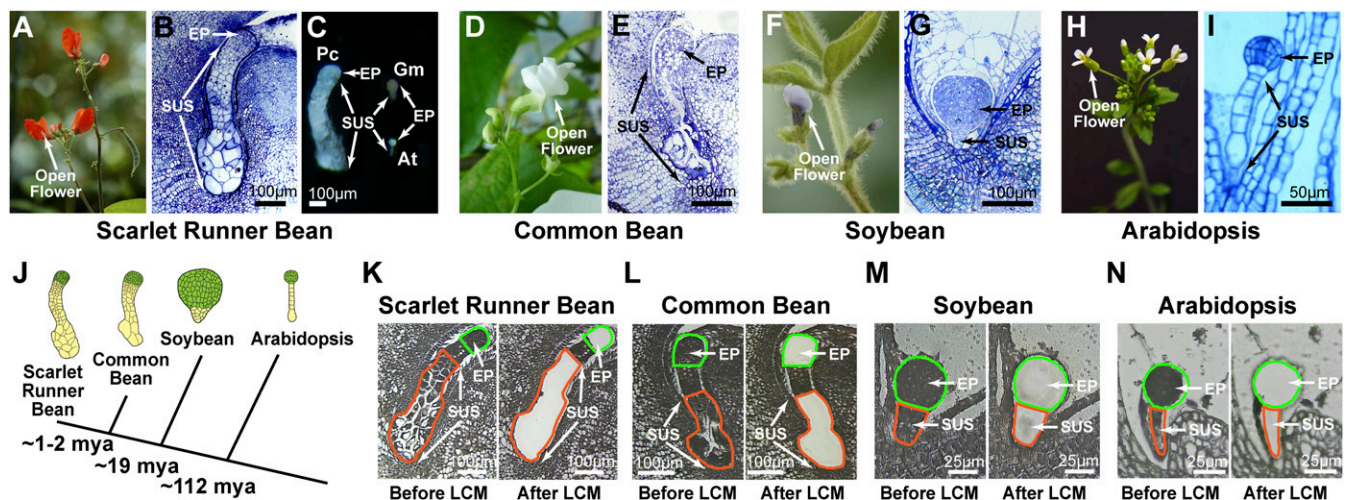 A
Open
Flower
B
EP
SUS
100µm
C
Pc
EP
Gm
EP
SUS
At
100µm
D
Open
Flower
E
EP
SUS
100µm
F
Open
Flower
G
EP
SUS
100µm
H
Open
Flower
I
EP
SUS
50µm
Scarlet Runner Bean
Common Bean
Soybean
Arabidopsis
J
Scarlet
Runner
Bean
Common
Bean
Soybean
Arabidopsis
~1-2 mya
~19 mya
~112 mya
K
Scarlet Runner Bean
EP
SUS
100µm
EP
SUS
100µm
Before LCM
After LCM
L
Common Bean
EP
SUS
100µm
EP
SUS
100µm
Before LCM
After LCM
M
Soybean
EP
SUS
25µm
EP
SUS
25µm
Before LCM
After LCM
N
Arabidopsis
EP
SUS
25µm
EP
SUS
25µm
Before LCM
After LCM